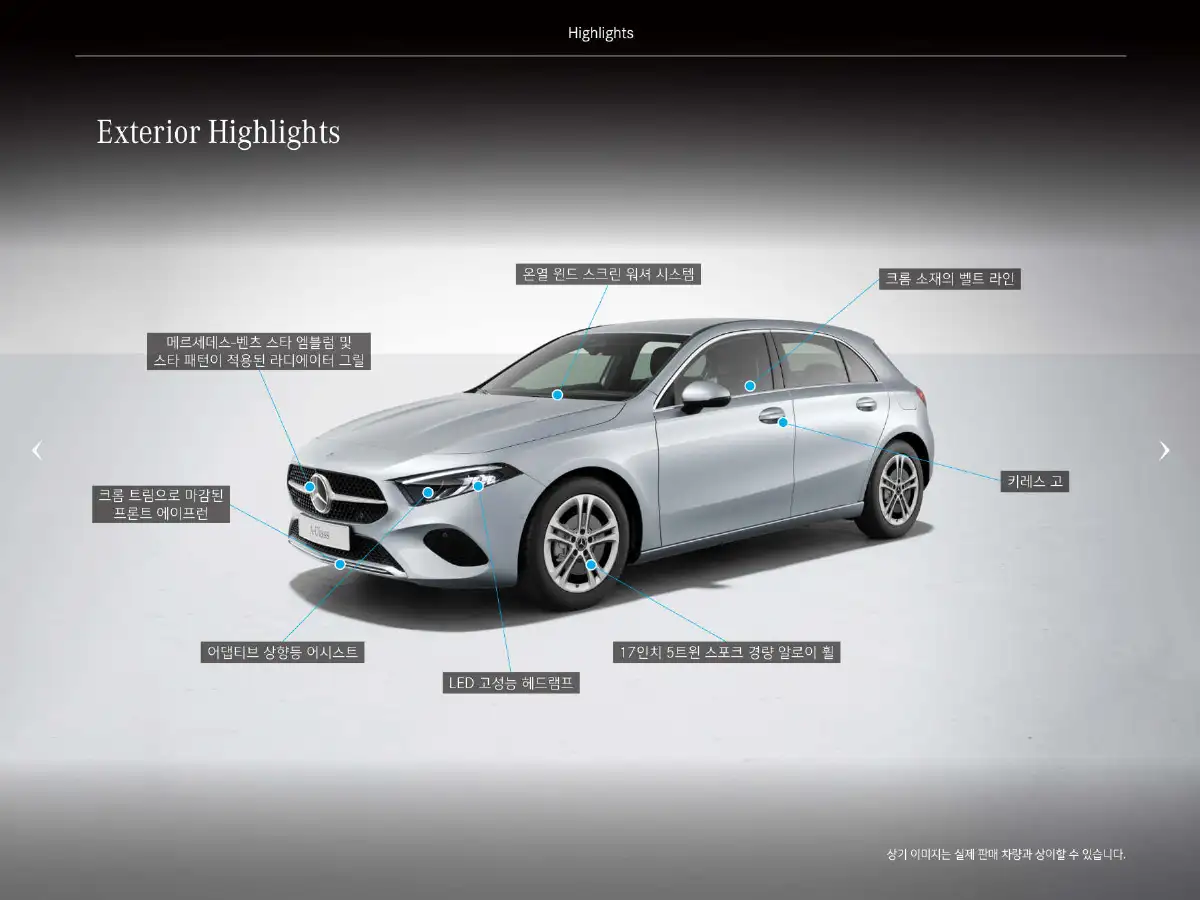 Highlights
Exterior Highlights
온열 윈드 스크린 워셔 시스템
크롬 소재의 벨트 라인
메르세데스-벤츠 스타 엠블럼 및
스타 패턴이 적용된 라디에이터 그릴
키레스 고
크롬 트림으로 마감된
프론트 에이프런
A-Class
어댑티브 상향등 어시스트
17인치 5트윈 스포크 경량 알로이 휠
LED 고성능 헤드램프
상기 이미지는 실제 판매 차량과 상이할 수 있습니다.